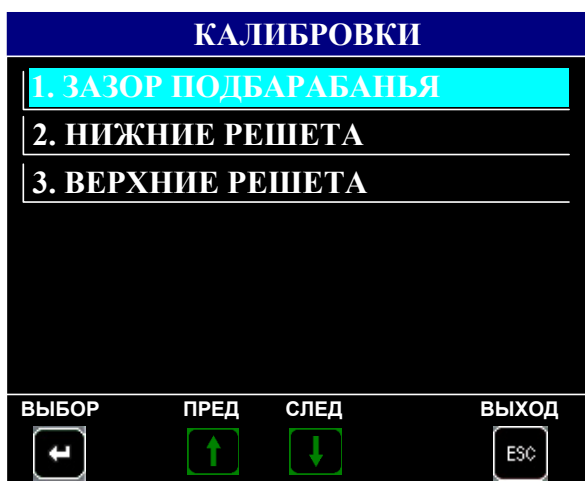 КАЛИБРОВКИ
1. ЗАЗОР ПОДБАРАБАНЬЯ
2. НИЖНИЕ РЕШЕТА
3. ВЕРХНИЕ РЕШЕТА
ВЫБОР ПРЕД СЛЕД ВЫХОД
ESC